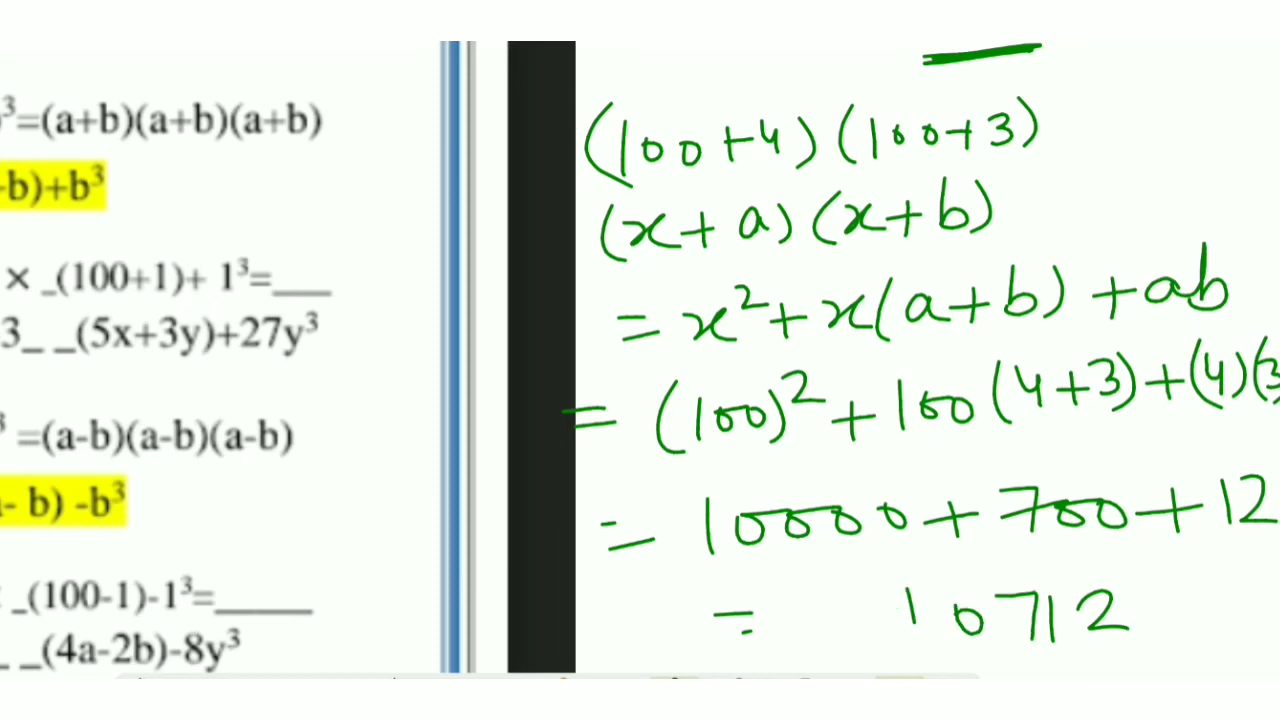 ³=(a+b)(a+b)(a+b)
-b)+b³
× _(100+1)+ 1³=___
3_ _(5x+3y)+27y³
³ =(a-b)(a-b)(a-b)
- b) -b³
_(100-1)-1³=_____
_ _(4a-2b)-8y³
(100+4)(100+3)
(x+a)(x+b)
=x²+x(a+b)+ab
=(100)²+100(4+3)+(4)(3
=10000+700+12
= 10712